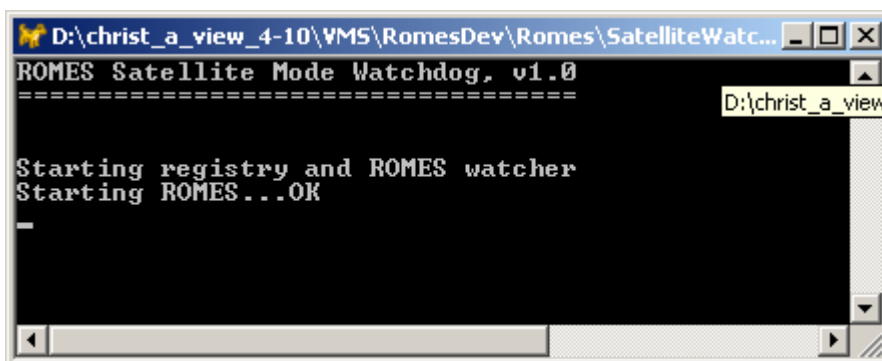 D:\christ_a_view_4-10\VMS\RomesDev\Romes\SatelliteWatc...
ROMES Satellite Mode Watchdog, v1.0
===================================
D:\christ_a_view
Starting registry and ROMES watcher
Starting ROMES...OK